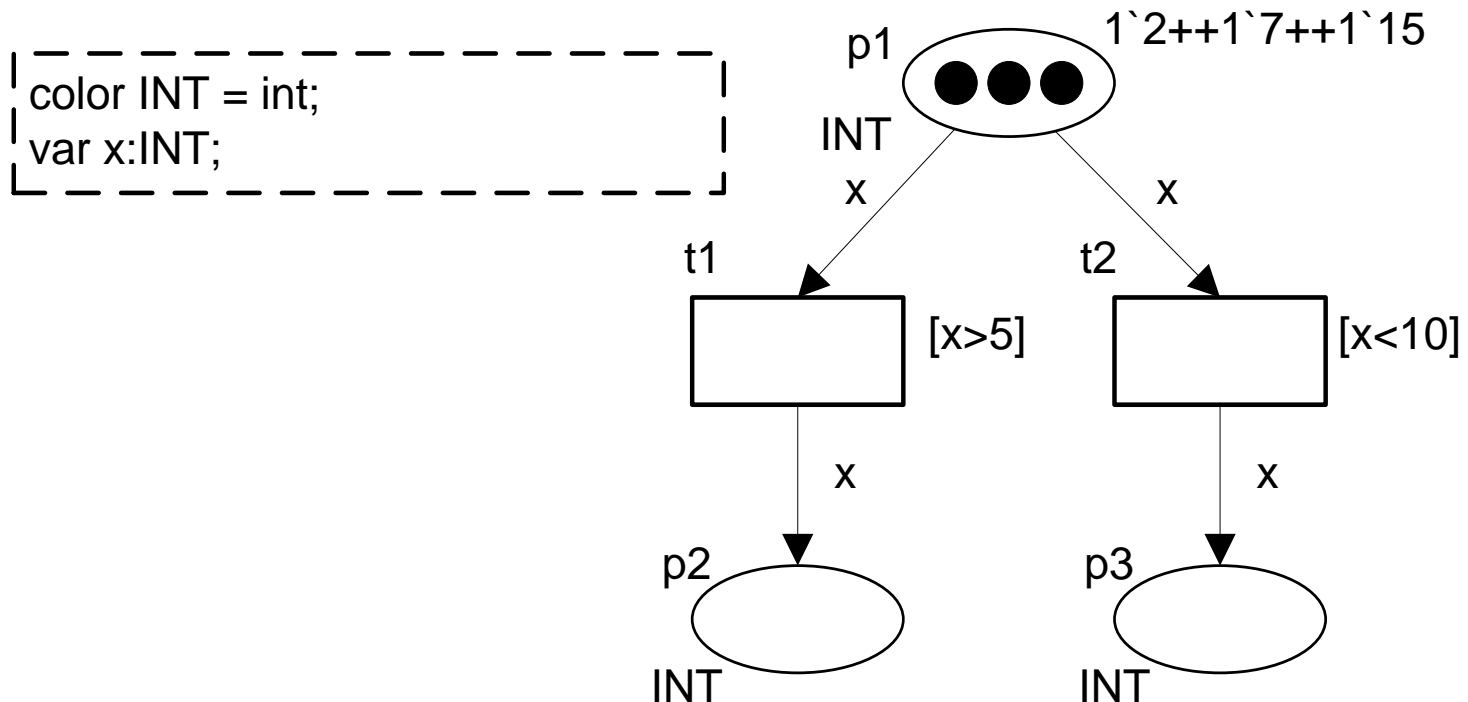 color INT = int;
var x:INT;
p1
1`2++1`7++1`15
INT
x
x
t1
t2
[x>5]
[x<10]
x
x
p2
p3
INT
INT